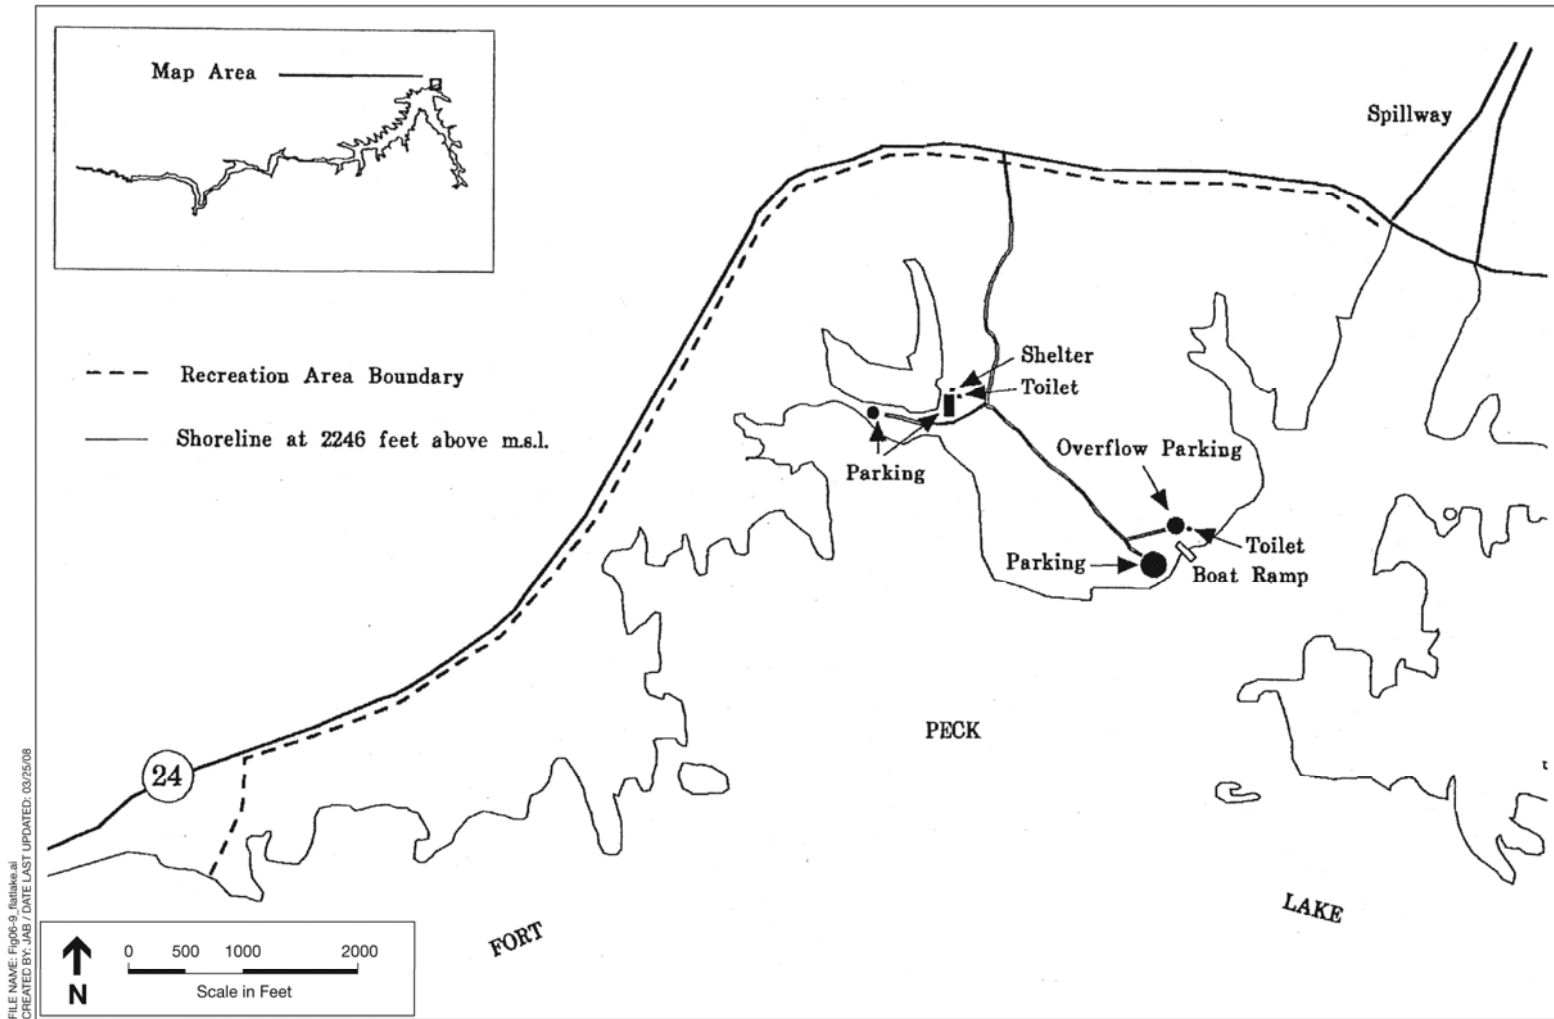 Map Area
Spillway
Recreation Area Boundary
Shoreline at 2246 feet above m.s.l.
Shelter
Toilet
Parking
Overflow Parking
Toilet
Parking
Boat Ramp
PECK
24
LAKE
FORT
0 500 1000 2000
N
Scale in Feet
FILE NAME: Fig06-9_flatlake.ai
CREATED BY: JAB / DATE LAST UPDATED: 03/25/08